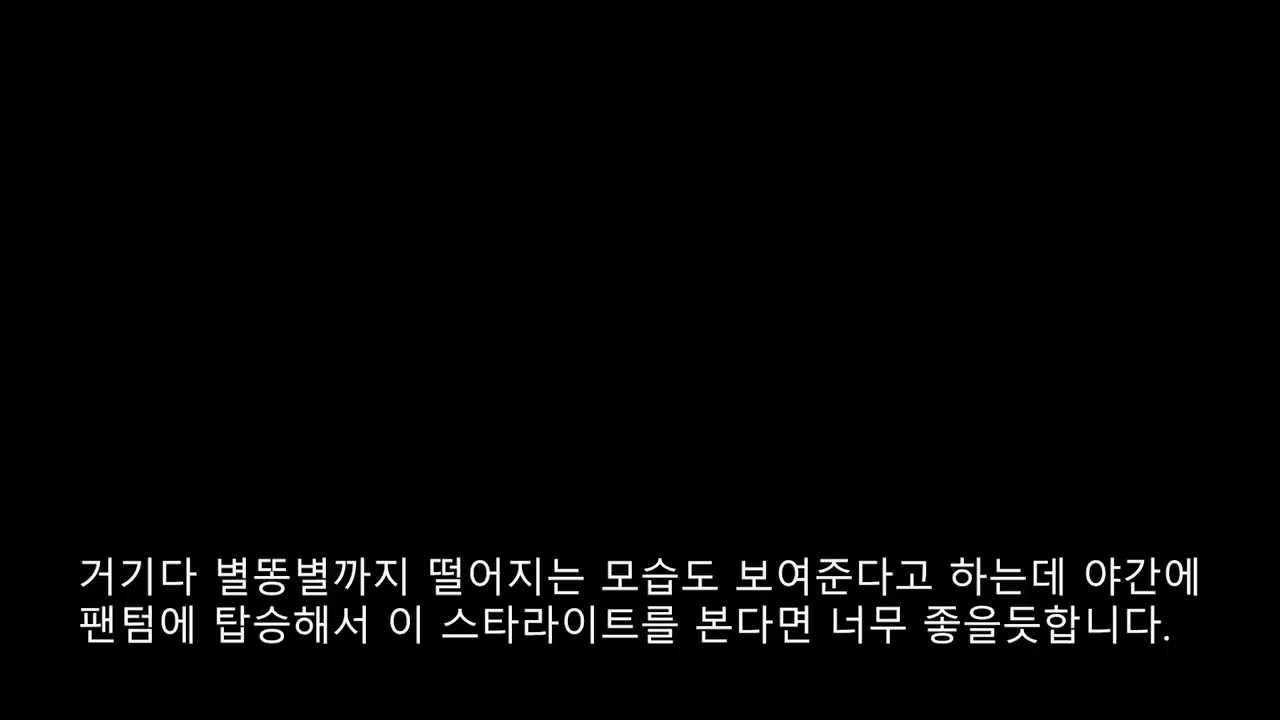 거기다 별똥별까지 떨어지는 모습도 보여준다고 하는데 야간에
팬텀에 탑승해서 이 스타라이트를 본다면 너무 좋을듯합니다.